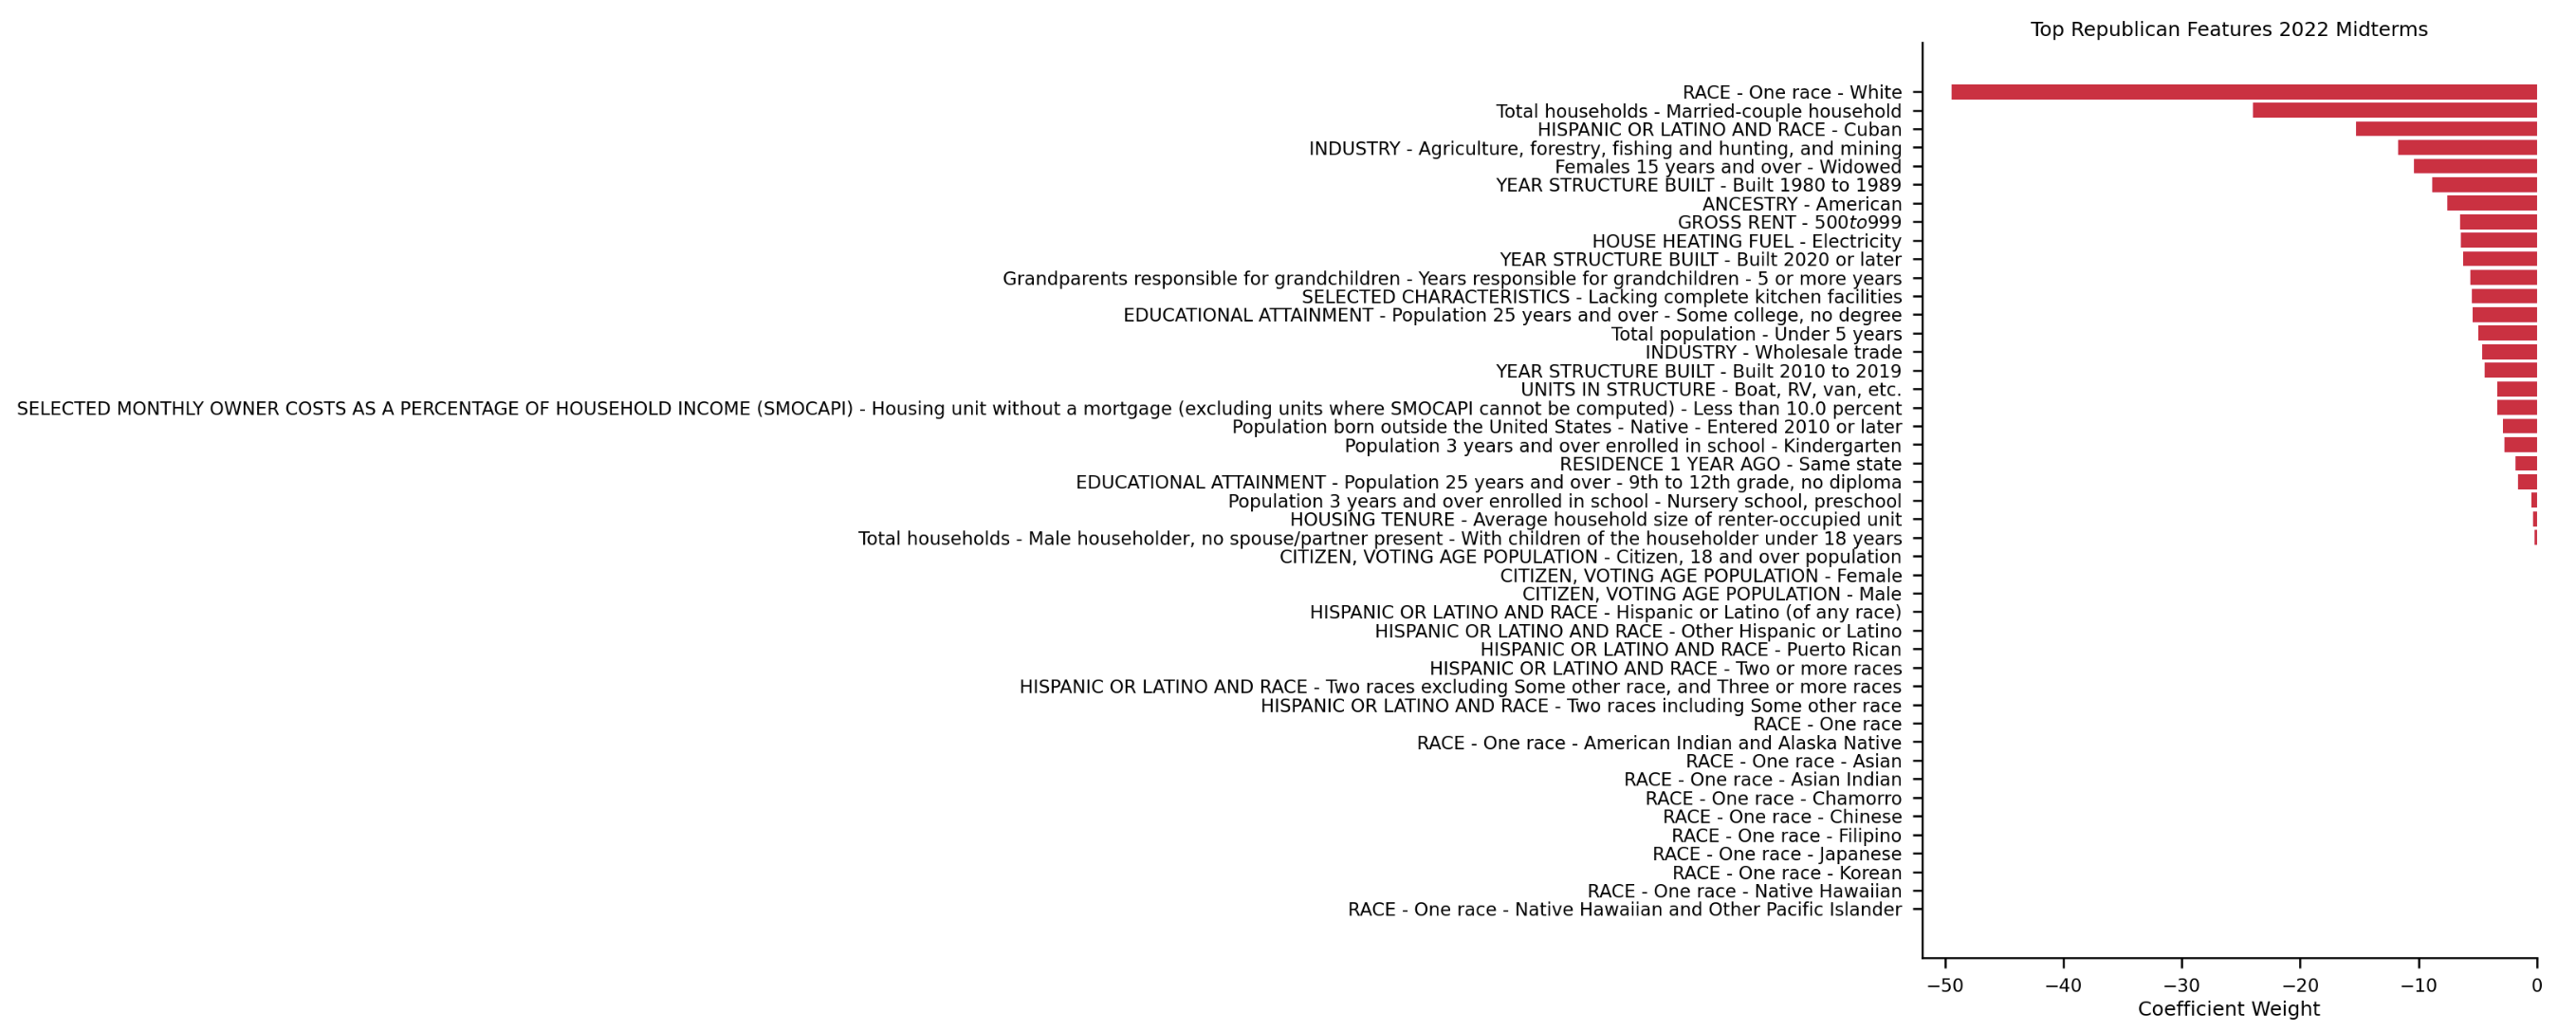 Top Republican Features 2022 Midterms
RACE - One race - White
Total households - Married-couple household
HISPANIC OR LATINO AND RACE - Cuban
INDUSTRY - Agriculture, forestry, fishing and hunting, and mining
Females 15 years and over - Widowed
YEAR STRUCTURE BUILT - Built 1980 to 1989
ANCESTRY - American
GROSS RENT - 500to999
HOUSE HEATING FUEL - Electricity
YEAR STRUCTURE BUILT - Built 2020 or later
Grandparents responsible for grandchildren - Years responsible for grandchildren - 5 or more years
SELECTED CHARACTERISTICS - Lacking complete kitchen facilities
EDUCATIONAL ATTAINMENT - Population 25 years and over - Some college, no degree
Total population - Under 5 years
INDUSTRY - Wholesale trade
YEAR STRUCTURE BUILT - Built 2010 to 2019
UNITS IN STRUCTURE - Boat, RV, van, etc.
SELECTED MONTHLY OWNER COSTS AS A PERCENTAGE OF HOUSEHOLD INCOME (SMOCAPI) - Housing unit without a mortgage (excluding units where SMOCAPI cannot be computed) - Less than 10.0 percent
Population born outside the United States - Native - Entered 2010 or later
Population 3 years and over enrolled in school - Kindergarten
RESIDENCE 1 YEAR AGO - Same state
EDUCATIONAL ATTAINMENT - Population 25 years and over - 9th to 12th grade, no diploma
Population 3 years and over enrolled in school - Nursery school, preschool
HOUSING TENURE - Average household size of renter-occupied unit
Total households - Male householder, no spouse/partner present - With children of the householder under 18 years
CITIZEN, VOTING AGE POPULATION - Citizen, 18 and over population
CITIZEN, VOTING AGE POPULATION - Female
CITIZEN, VOTING AGE POPULATION - Male
HISPANIC OR LATINO AND RACE - Hispanic or Latino (of any race)
HISPANIC OR LATINO AND RACE - Other Hispanic or Latino
HISPANIC OR LATINO AND RACE - Puerto Rican
HISPANIC OR LATINO AND RACE - Two or more races
HISPANIC OR LATINO AND RACE - Two races excluding Some other race, and Three or more races
HISPANIC OR LATINO AND RACE - Two races including Some other race
RACE - One race
RACE - One race - American Indian and Alaska Native
RACE - One race - Asian
RACE - One race - Asian Indian
RACE - One race - Chamorro
RACE - One race - Chinese
RACE - One race - Filipino
RACE - One race - Japanese
RACE - One race - Korean
RACE - One race - Native Hawaiian
RACE - One race - Native Hawaiian and Other Pacific Islander
−50 −40 −30 −20 −10 0
Coefficient Weight